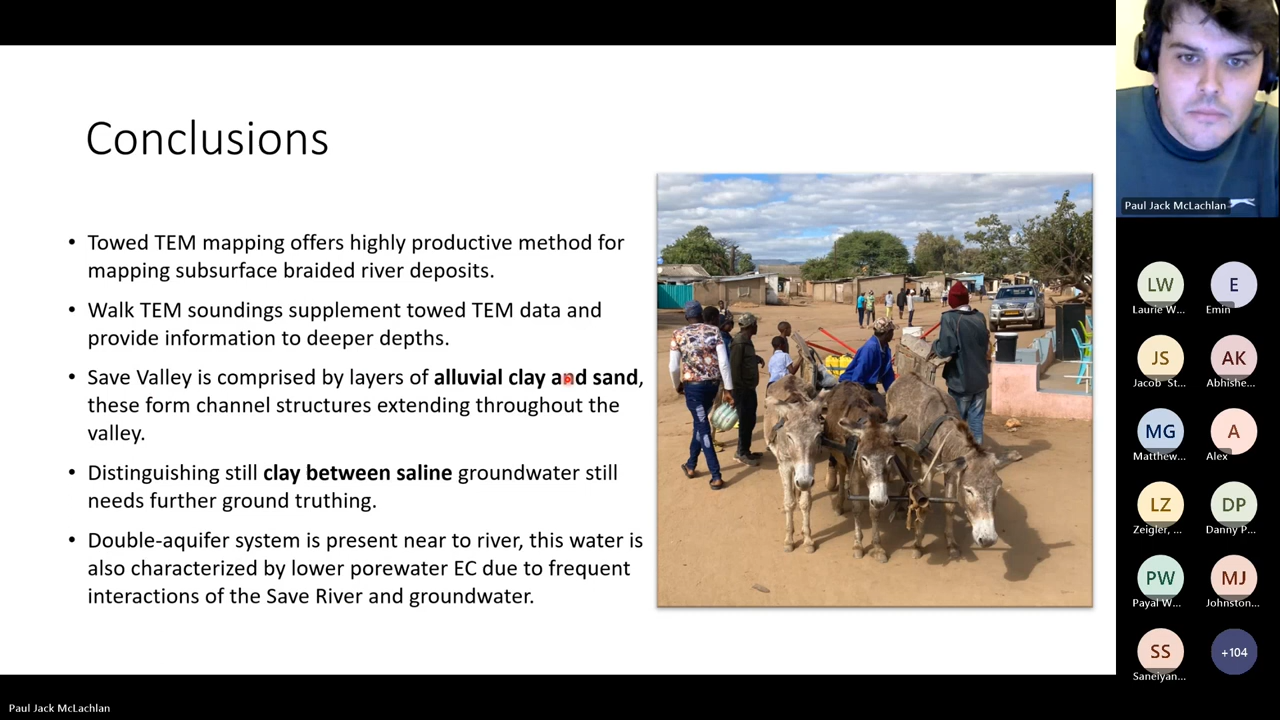 Conclusions
• Towed TEM mapping offers highly productive method for
mapping subsurface braided river deposits.
• Walk TEM soundings supplement towed TEM data and
provide information to deeper depths.
• Save Valley is comprised by layers of alluvial clay and sand,
these form channel structures extending throughout the
valley.
• Distinguishing still clay between saline groundwater still
needs further ground truthing.
• Double-aquifer system is present near to river, this water is
also characterized by lower porewater EC due to frequent
interactions of the Save River and groundwater.
Paul Jack McLachlan
LW
Laurie W...
E
Emin
JS
Jacob St...
AK
Abhishe...
MG
Matthew...
A
Alex
LZ
Zeigler, ...
DP
Danny P...
PW
Payal W...
MJ
Johnston...
SS
Saneiyan...
+104
Paul Jack McLachlan